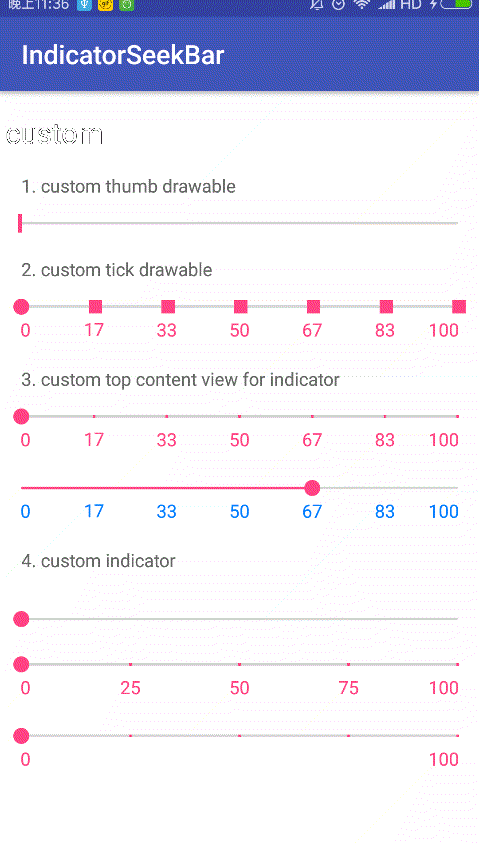 晚上11:36 HD
IndicatorSeekBar
custom
1. custom thumb drawable
2. custom tick drawable
0 17 33 50 67 83 100
3. custom top content view for indicator
0 17 33 50 67 83 100
0 17 33 50 67 83 100
4. custom indicator
0 25 50 75 100
0 100